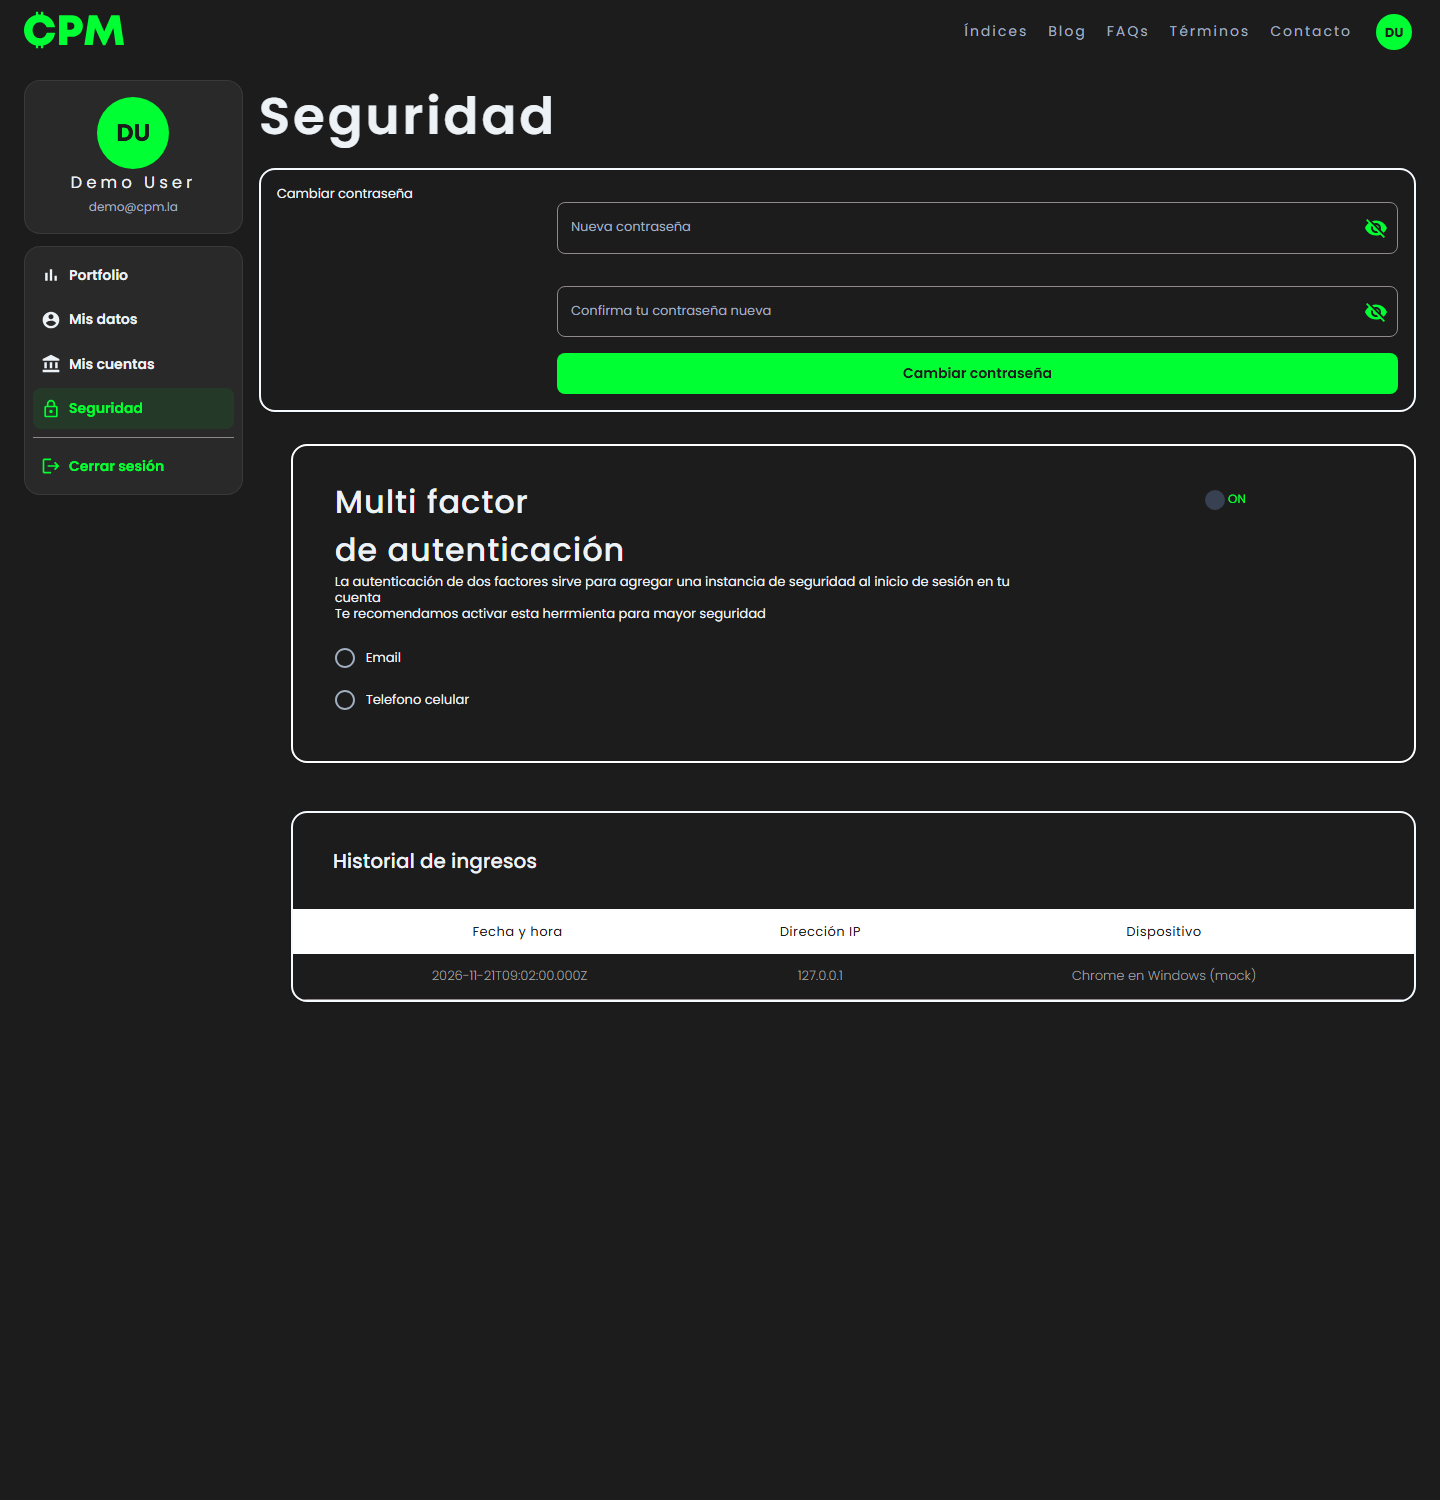 CPM
Índices Blog FAQs Términos Contacto DU
DU
Demo User
demo@cpm.la
Portfolio
Mis datos
Mis cuentas
Seguridad
Cerrar sesión
Seguridad
Cambiar contraseña
Nueva contraseña
Confirma tu contraseña nueva
Cambiar contraseña
Multi factor
de autenticación
ON
La autenticación de dos factores sirve para agregar una instancia de seguridad al inicio de sesión en tu
cuenta
Te recomendamos activar esta herrmienta para mayor seguridad
Email
Telefono celular
Historial de ingresos
Fecha y hora Dirección IP Dispositivo
2026-11-21T09:02:00.000Z 127.0.0.1 Chrome en Windows (mock)